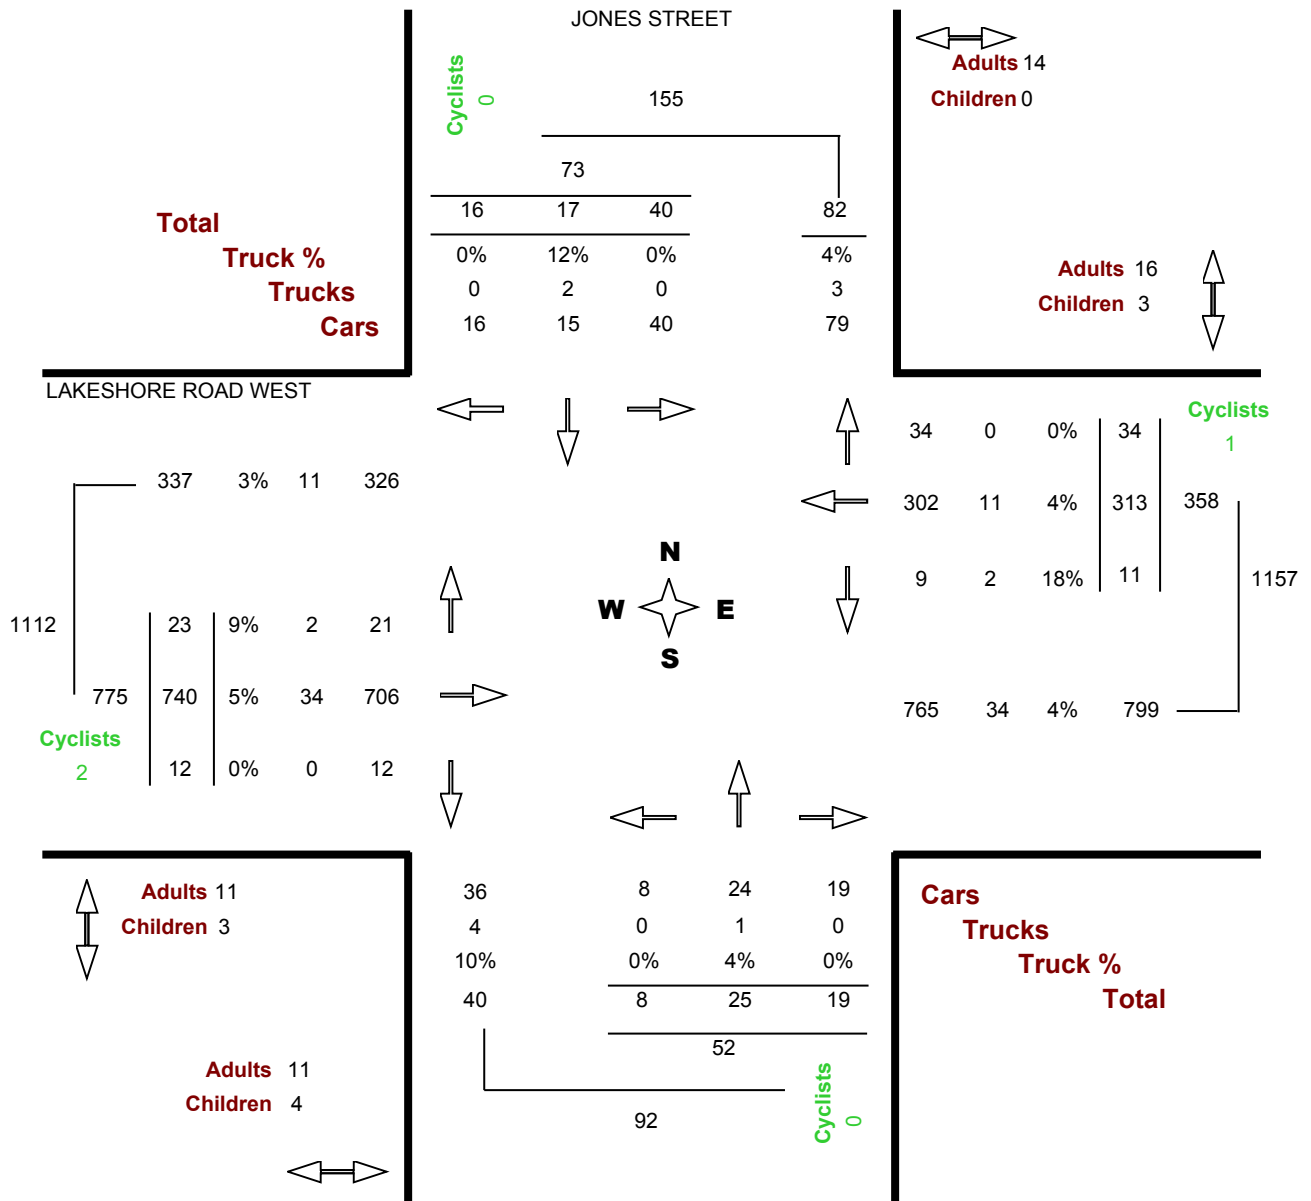 JONES STREET
Adults 14
Children 0
Cyclists
0
155
73
16 17 40 82
Total
0% 12% 0% 4%
Truck %
0 2 0 3
Trucks
16 15 40 79
Cars
Adults 16
Children 3
LAKESHORE ROAD WEST
Cyclists
1
34 0 0% 34
337 3% 11 326
302 11 4% 313 358
N
9 2 18% 11 1157
W E
S
1112 23 9% 2 21
775 740 5% 34 706
765 34 4% 799
Cyclists
2
12 0% 0 12
Adults 11
Children 3
36 8 24 19
Cars
4 0 1 0
Trucks
10% 0% 4% 0%
Truck %
40 8 25 19
Total
52
Adults 11
Children 4
Cyclists
0
92